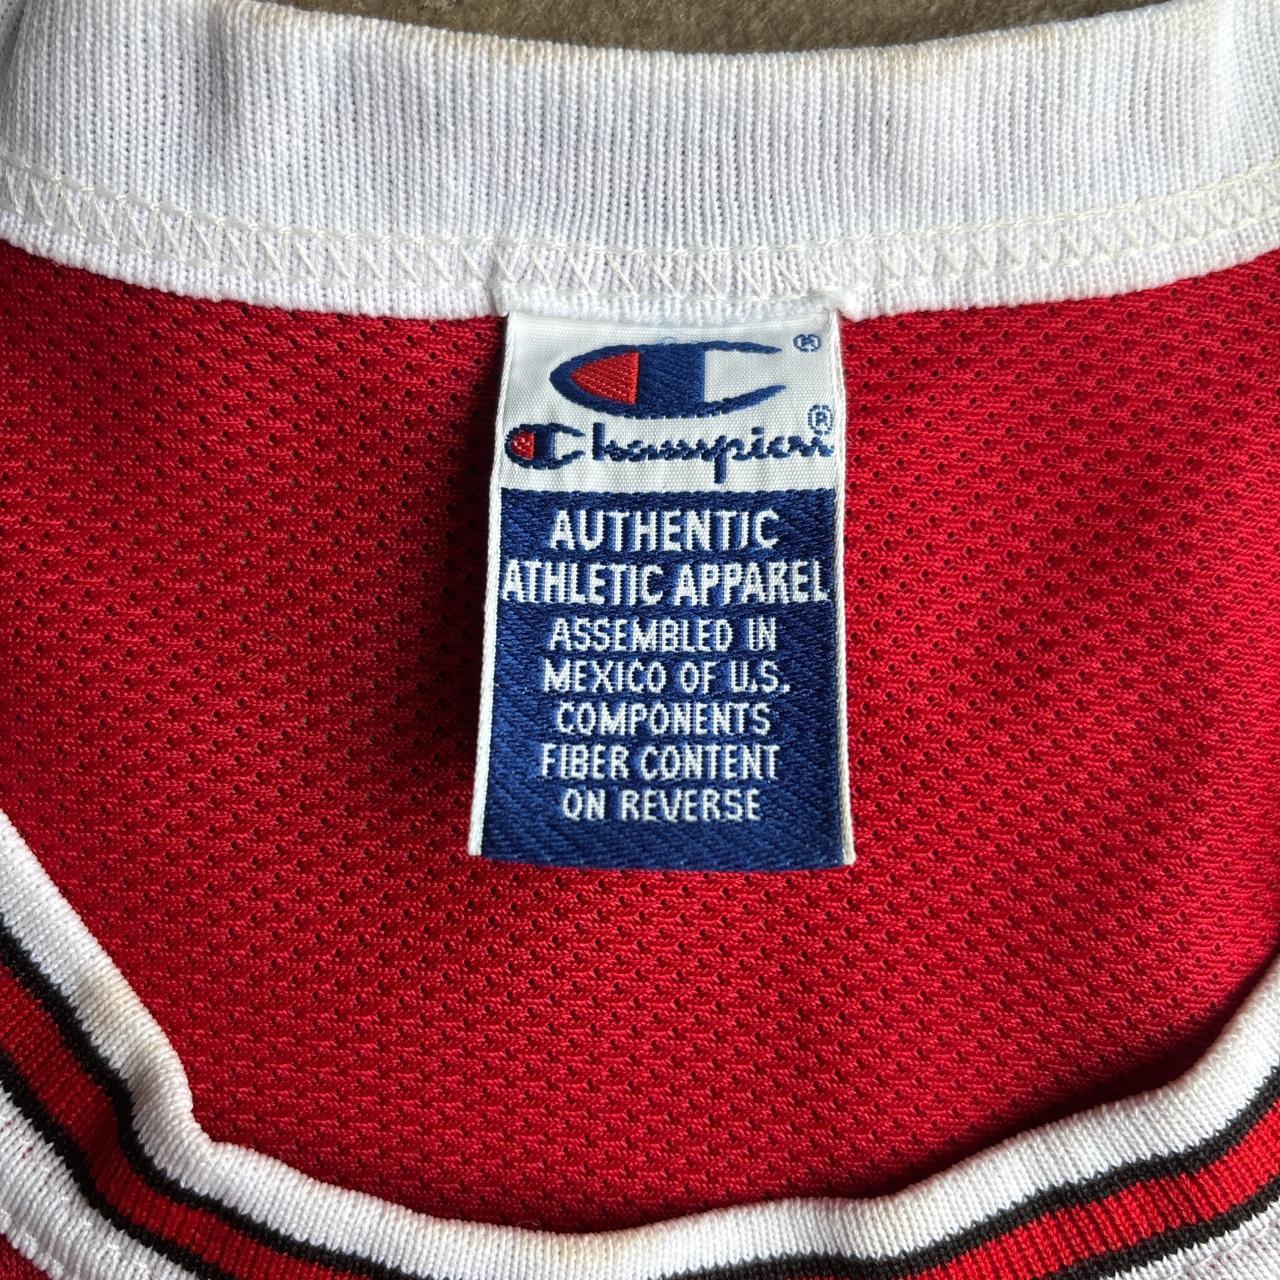 Champion®
AUTHENTIC
ATHLETIC APPAREL
ASSEMBLED IN
MEXICO OF U.S.
COMPONENTS
FIBER CONTENT
ON REVERSE